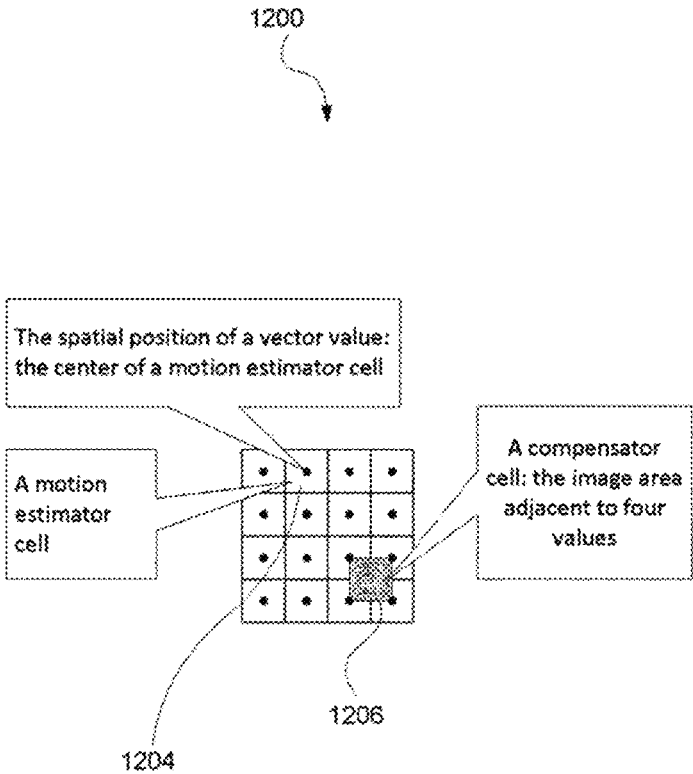 1200
The spatial position of a vector value:
the center of a motion estimator cell
A motion
estimator
cell
A compensator
cell: the image area
adjacent to four
values
1206
1204